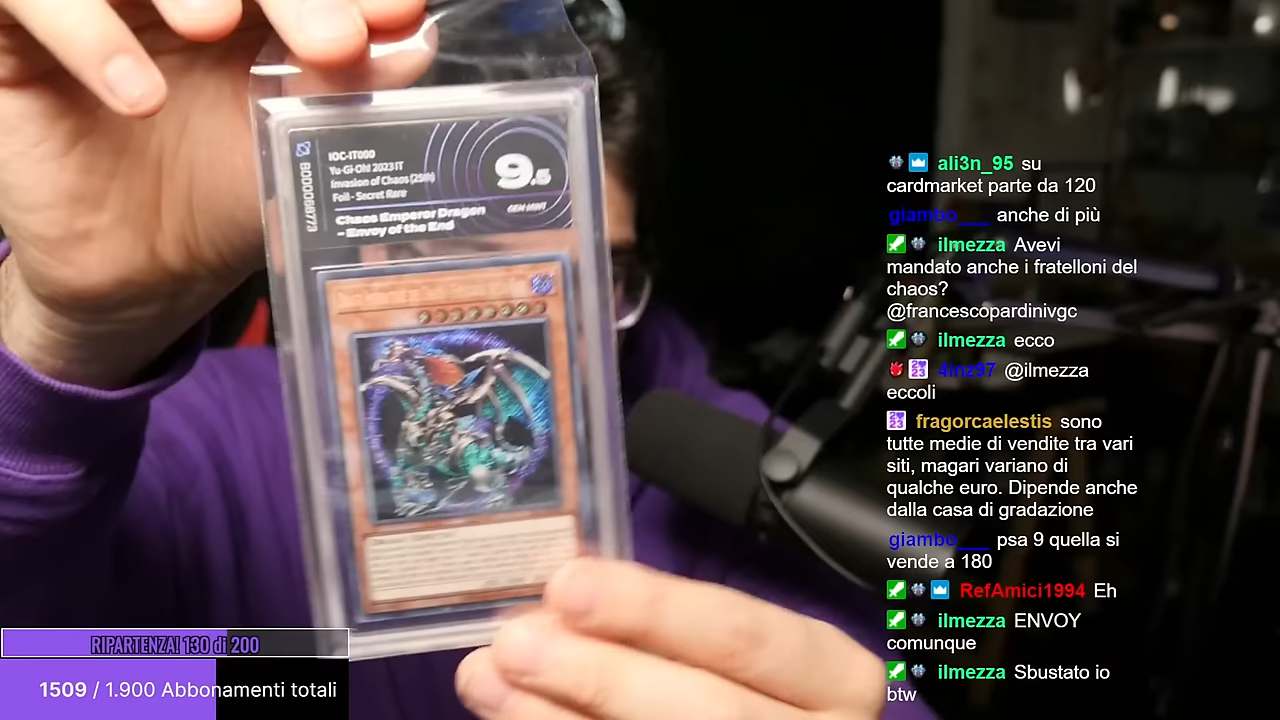 IOC-IT000
Yu-Gi-Oh! 2023 IT
Invasion of Chaos (25th)
Foil - Secret Rare
Chaos Emperor Dragon
- Envoy of the End
9.5
GEM MINT
ali3n_95 su
cardmarket parte da 120
giambo___ anche di più
ilmezza Avevi
mandato anche i fratelloni del
chaos?
@francescopardinivgc
ilmezza ecco
4inz97 @ilmezza
eccoli
fragorcaelestis sono
tutte medie di vendite tra vari
siti, magari variano di
qualche euro. Dipende anche
dalla casa di gradazione
giambo___ psa 9 quella si
vende a 180
RefAmici1994 Eh
ilmezza ENVOY
comunque
ilmezza Sbustato io
btw
RIPARTENZA! 130 di 200
1509 / 1.900 Abbonamenti totali